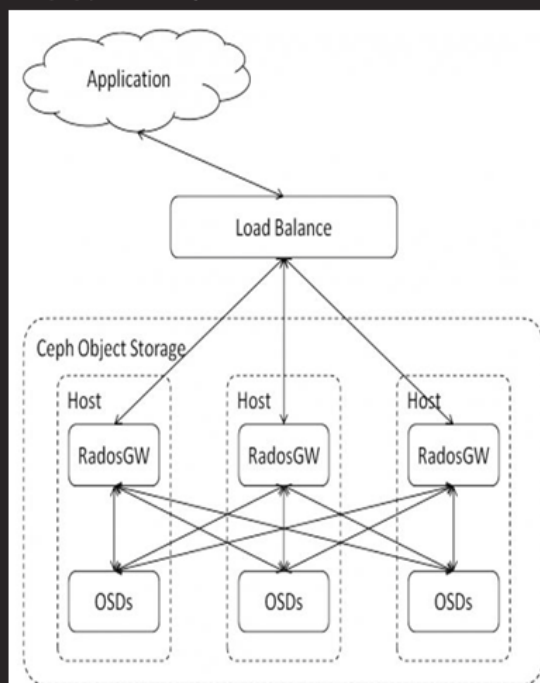 Application
Load Balance
Ceph Object Storage
Host
Host
Host
RadosGW
RadosGW
RadosGW
OSDs
OSDs
OSDs